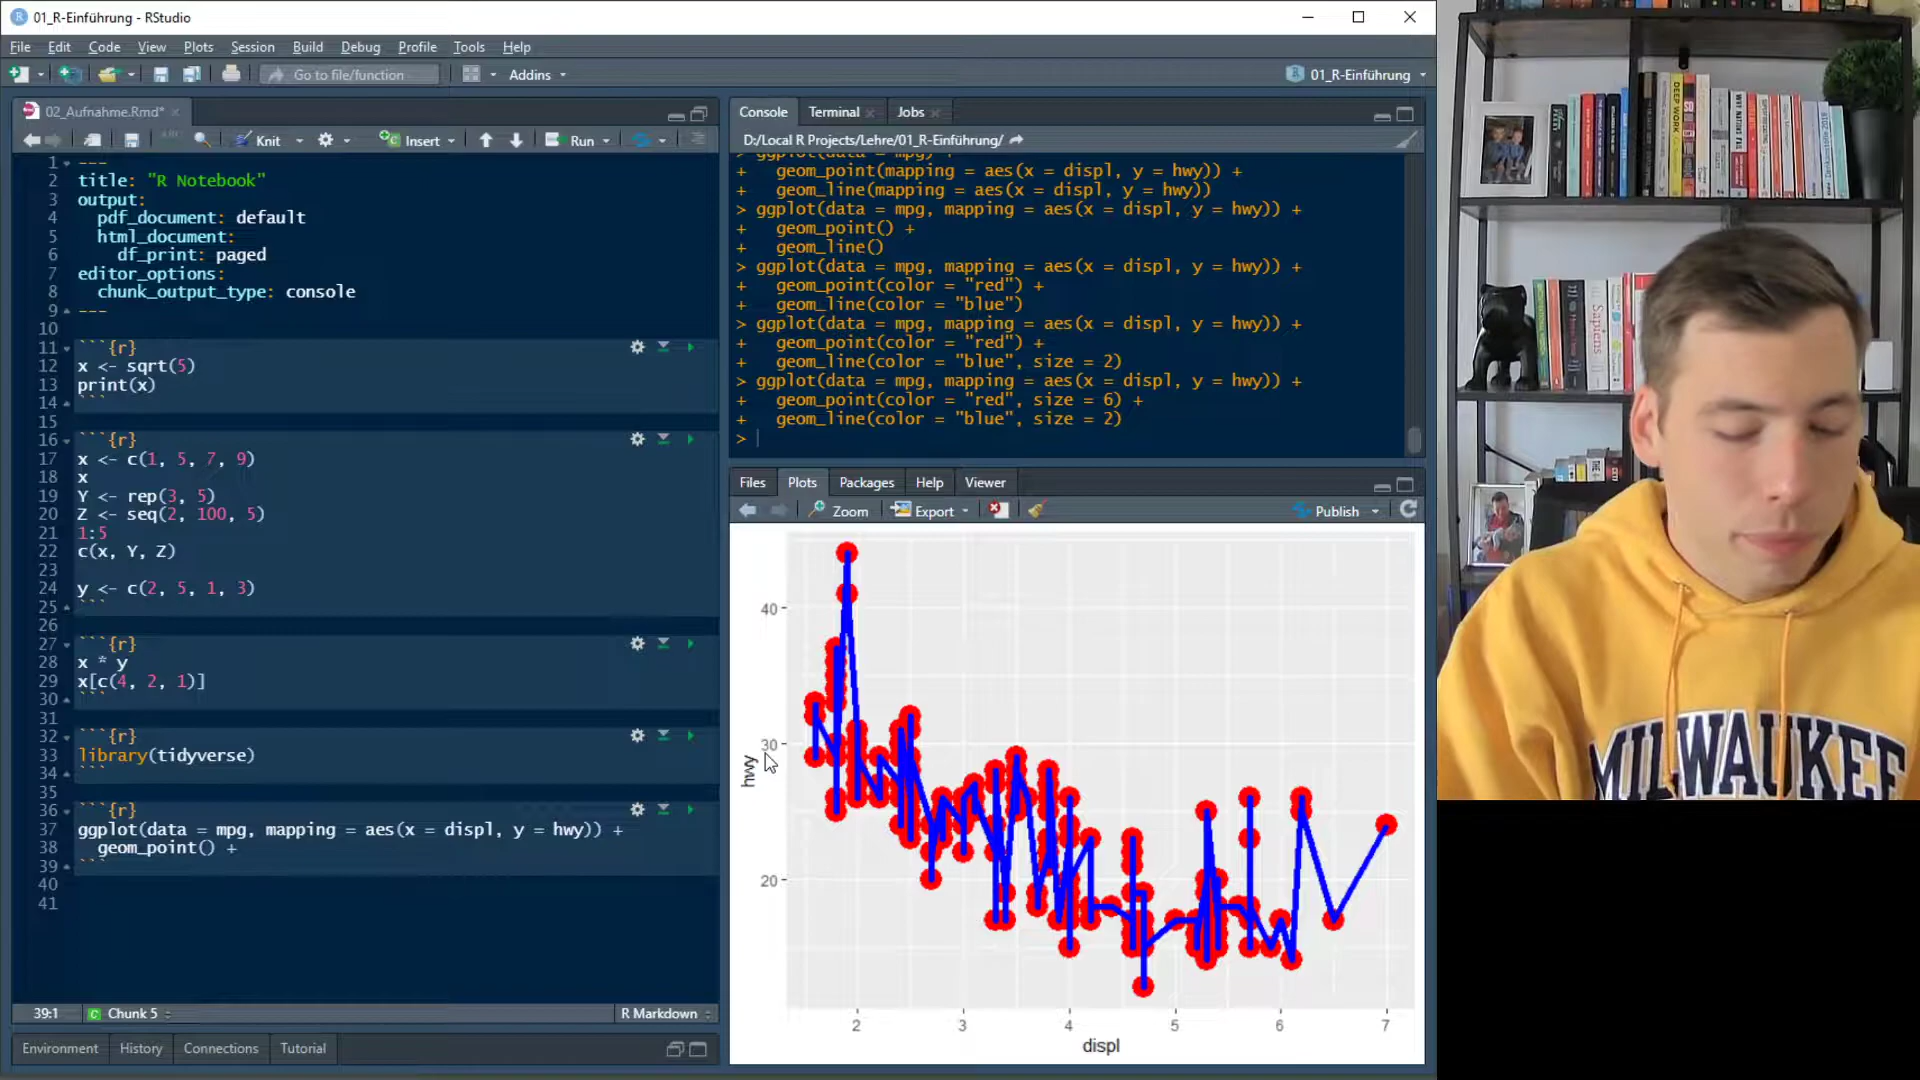 01_R-Einführung - RStudio
File Edit Code View Plots Session Build Debug Profile Tools Help
Go to file/function Addins 01_R-Einführung
02_Aufnahme.Rmd*
Knit Insert Run
1 ---
2 title: "R Notebook"
3 output:
4 pdf_document: default
5 html_document:
6 df_print: paged
7 editor_options:
8 chunk_output_type: console
9 ---
10
11 ```{r}
12 x <- sqrt(5)
13 print(x)
14 ```
15
16 ```{r}
17 x <- c(1, 5, 7, 9)
18 x
19 Y <- rep(3, 5)
20 Z <- seq(2, 100, 5)
21 1:5
22 c(x, Y, Z)
23
24 y <- c(2, 5, 1, 3)
25 ```
26
27 ```{r}
28 x * y
29 x[c(4, 2, 1)]
30 ```
31
32 ```{r}
33 library(tidyverse)
34 ```
35
36 ```{r}
37 ggplot(data = mpg, mapping = aes(x = displ, y = hwy)) +
38 geom_point() +
39 ```
40
41
39:1 Chunk 5 R Markdown
Environment History Connections Tutorial
Console Terminal Jobs
D:/Local R Projects/Lehre/01_R-Einführung/
> ggplot(data = mpg) +
+ geom_point(mapping = aes(x = displ, y = hwy)) +
+ geom_line(mapping = aes(x = displ, y = hwy))
> ggplot(data = mpg, mapping = aes(x = displ, y = hwy)) +
+ geom_point() +
+ geom_line()
> ggplot(data = mpg, mapping = aes(x = displ, y = hwy)) +
+ geom_point(color = "red") +
+ geom_line(color = "blue")
> ggplot(data = mpg, mapping = aes(x = displ, y = hwy)) +
+ geom_point(color = "red") +
+ geom_line(color = "blue", size = 2)
> ggplot(data = mpg, mapping = aes(x = displ, y = hwy)) +
+ geom_point(color = "red", size = 6) +
+ geom_line(color = "blue", size = 2)
>
Files Plots Packages Help Viewer
Zoom Export Publish
40
30
20
hwy
2 3 4 5 6 7
displ
DEEP WORK
Sapiens
MILWAUKEE